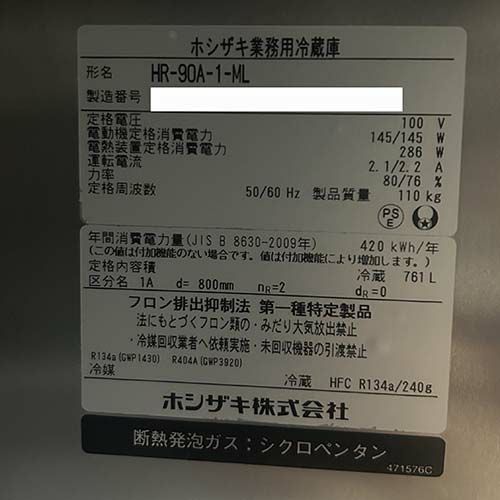 ホシザキ業務用冷蔵庫
形名 HR-90A-1-ML
製造番号
定格電圧 100 V
電動機定格消費電力 145/145 W
電熱装置定格消費電力 286 W
運転電流 2.1/2.2 A
力率 80/76 %
定格周波数 50/60 Hz 製品質量 110 kg
PS
E
年間消費電力量(JIS B 8630-2009年) 420 kWh/年
(この値は付加機能のない場合です。値は付加機能により増加します。)
定格内容積 冷蔵 761L
区分名 1A d= 800mm nR=2 dR=0
フロン排出抑制法 第一種特定製品
法にもとづくフロン類の・みだり大気放出禁止
・冷媒回収業者へ依頼実施・未回収機器の引渡禁止
R134a(GWP1430) R404A(GWP3920)
冷媒 冷蔵 HFC R134a/240g
ホシザキ株式会社
断熱発泡ガス:シクロペンタン
471576C